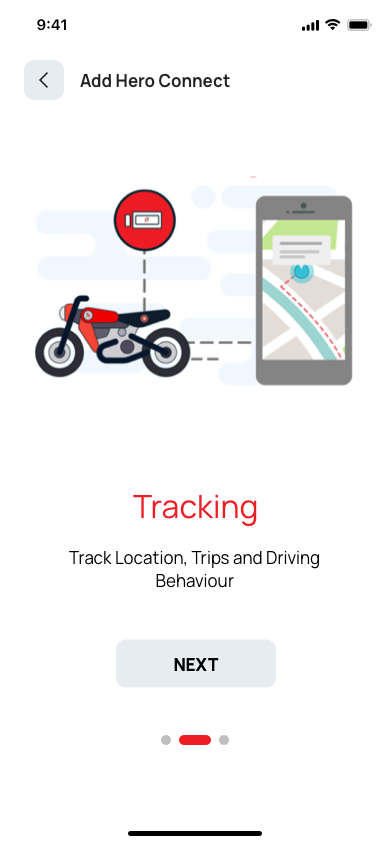 9:41
Add Hero Connect
Tracking
Track Location, Trips and Driving
Behaviour
NEXT